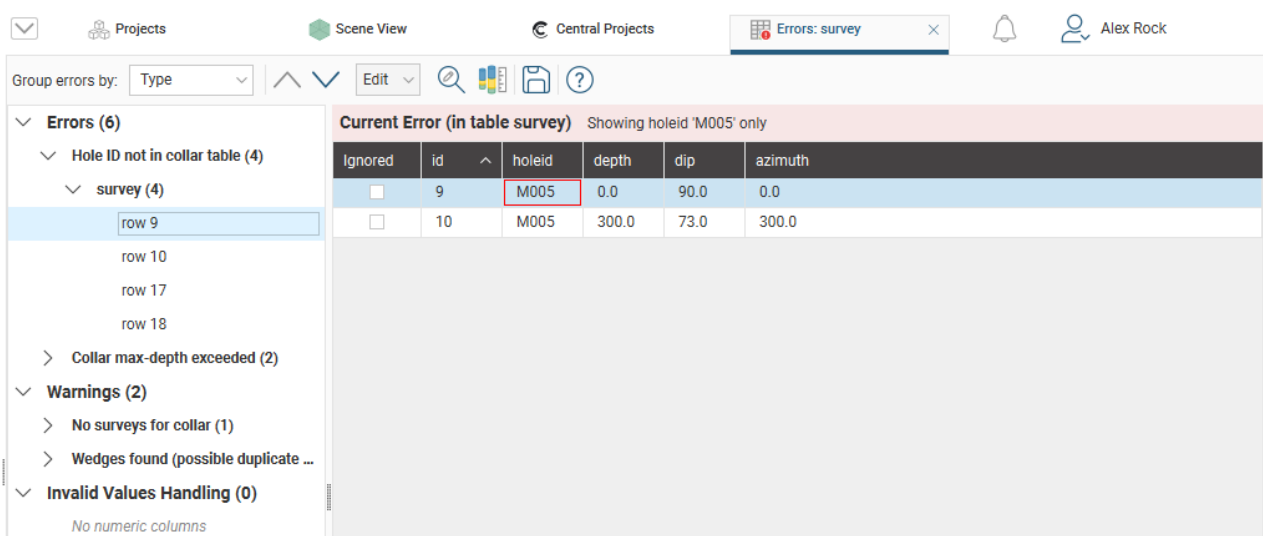 Projects Scene View Central Projects Errors: survey Alex Rock
Group errors by: Type Edit
Errors (6)
Hole ID not in collar table (4)
survey (4)
row 9
row 10
row 17
row 18
Collar max-depth exceeded (2)
Warnings (2)
No surveys for collar (1)
Wedges found (possible duplicate ...
Invalid Values Handling (0)
No numeric columns
Current Error (in table survey) Showing holeid 'M005' only
Ignored id holeid depth dip azimuth
9 M005 0.0 90.0 0.0
10 M005 300.0 73.0 300.0